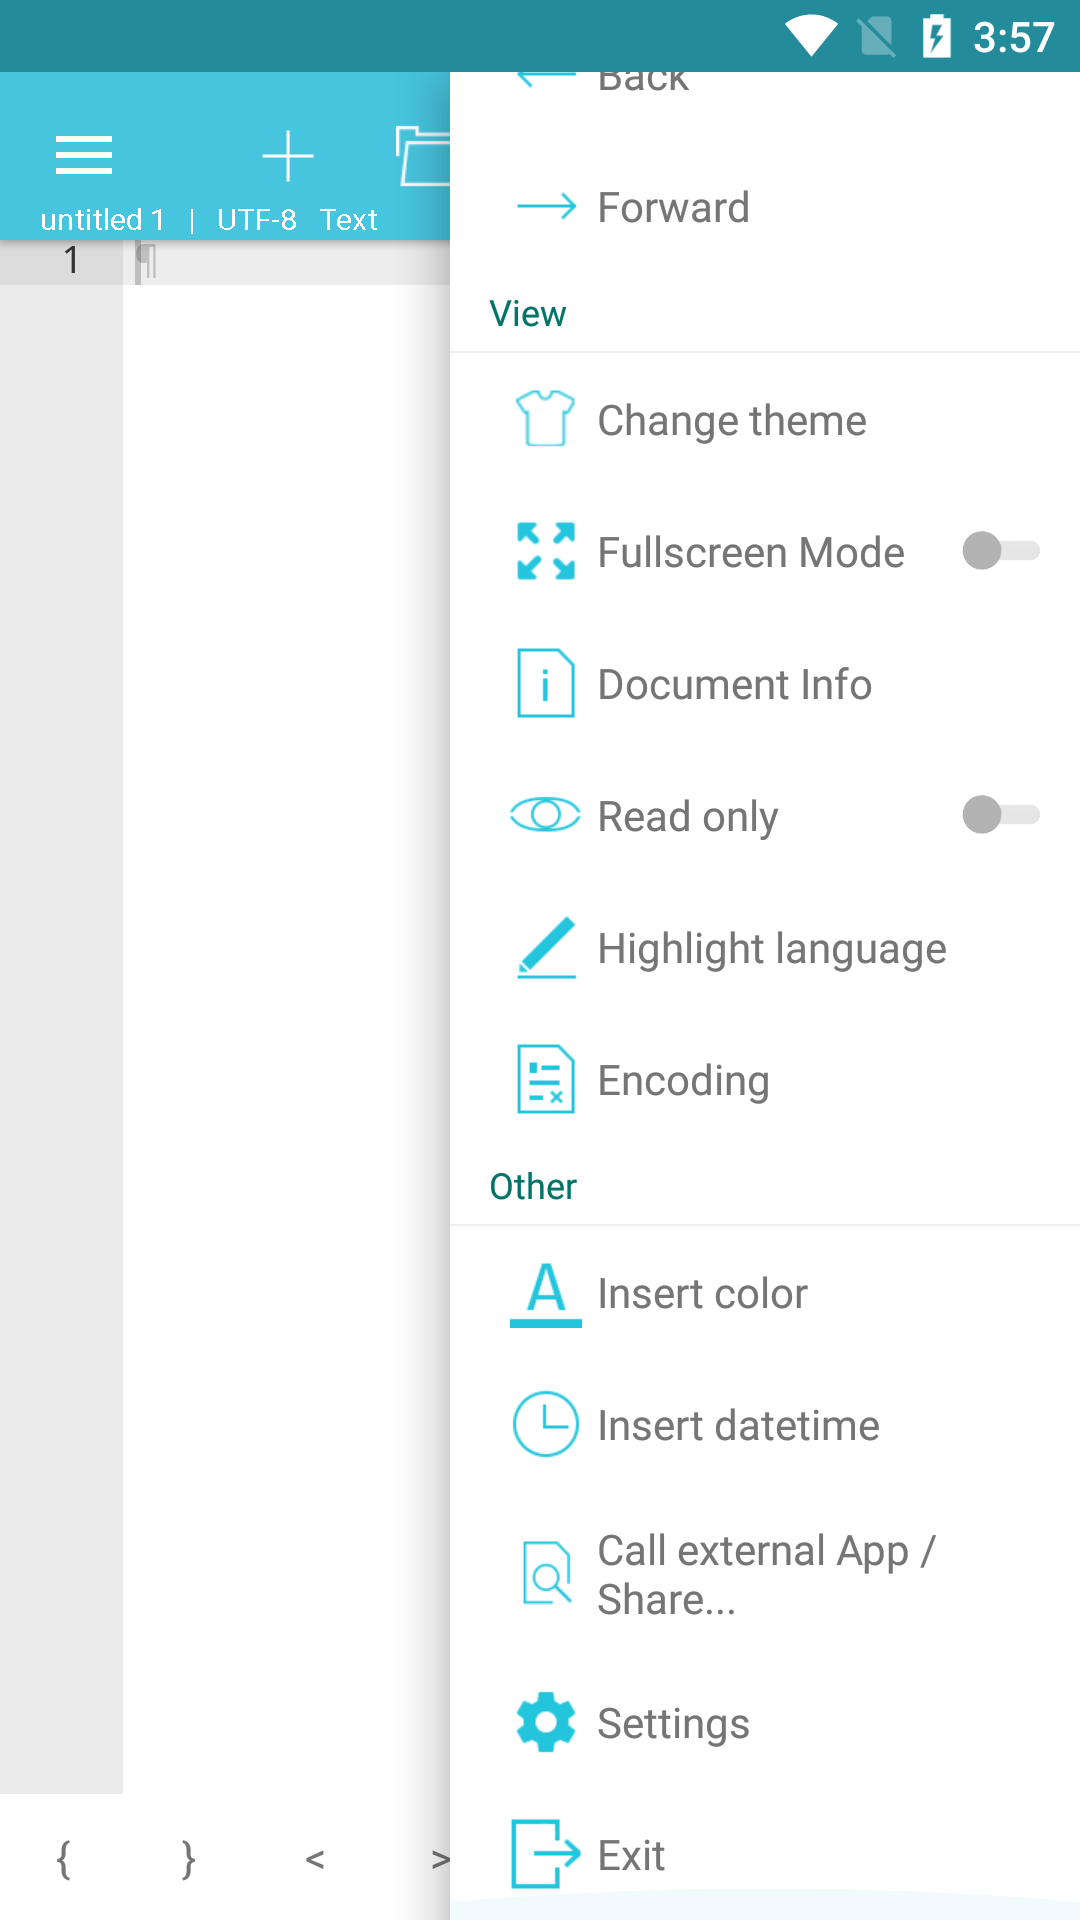 3:57
Back
Forward
untitled 1 | UTF-8 Text
1 ¶
View
Change theme
Fullscreen Mode
Document Info
Read only
Highlight language
Encoding
Other
Insert color
Insert datetime
Call external App /
Share...
Settings
Exit
{ } < >